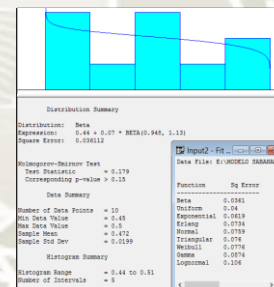 Distribution Summary
Distribution: Beta
Expression: 0.44 + 0.07 * BETA(0.945, 1.13)
Square Error: 0.036112
Kolmogorov-Smirnov Test
Test Statistic = 0.179
Corresponding p-value > 0.15
Data Summary
Number of Data Points = 10
Min Data Value = 0.45
Max Data Value = 0.5
Sample Mean = 0.472
Sample Std Dev = 0.0199
Histogram Summary
Histogram Range = 0.44 to 0.51
Number of Intervals = 5
Input2 - Fit ...
Data File: E:\MODELO SABANA
Function Sq Error
Beta 0.0361
Uniform 0.04
Exponential 0.0619
Erlang 0.0734
Normal 0.0759
Triangular 0.076
Weibull 0.0776
Gamma 0.0874
Lognormal 0.106